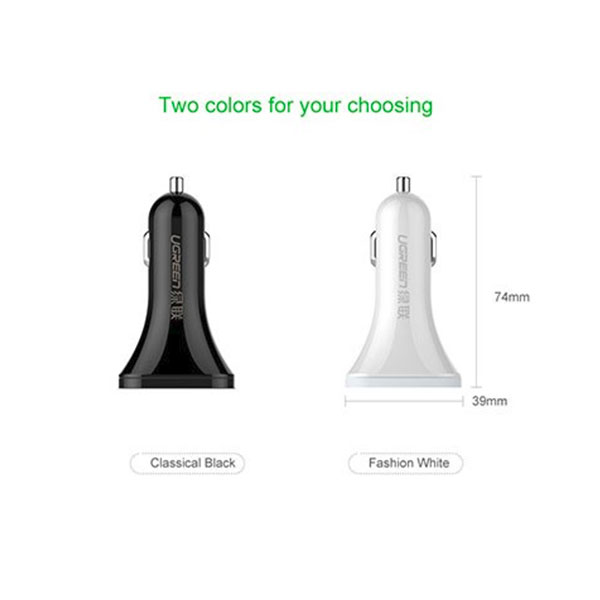 Two colors for your choosing
UGREEN 绿联
UGREEN 绿联
74mm
39mm
Classical Black
Fashion White